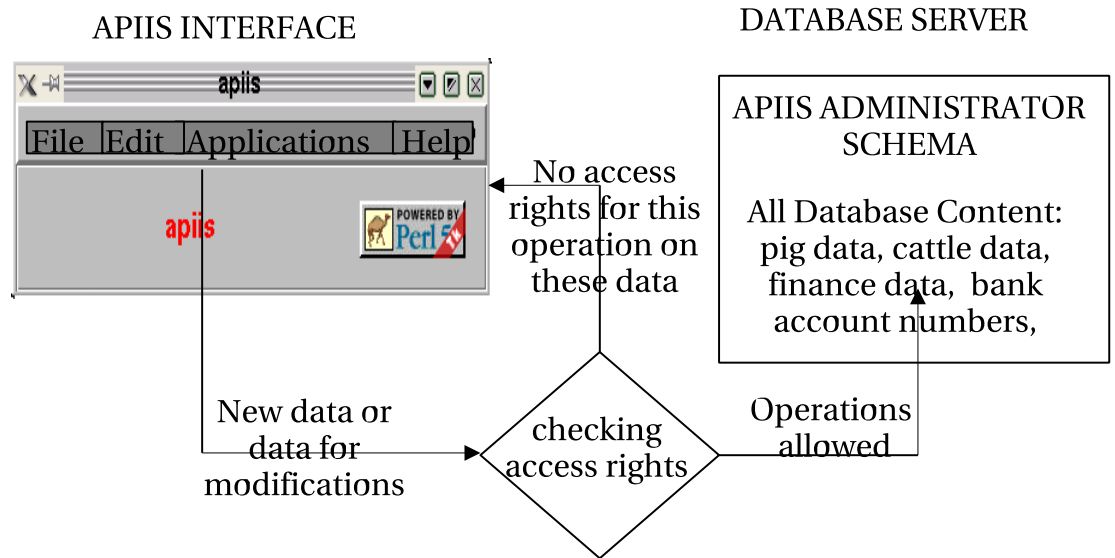 APIIS INTERFACE
DATABASE SERVER
apiis
File Edit Applications Help
apiis
POWERED BY
Perl 5
No access
rights for this
operation on
these data
APIIS ADMINISTRATOR
SCHEMA
All Database Content:
pig data, cattle data,
finance data, bank
account numbers,
New data or
data for
modifications
checking
access rights
Operations
allowed